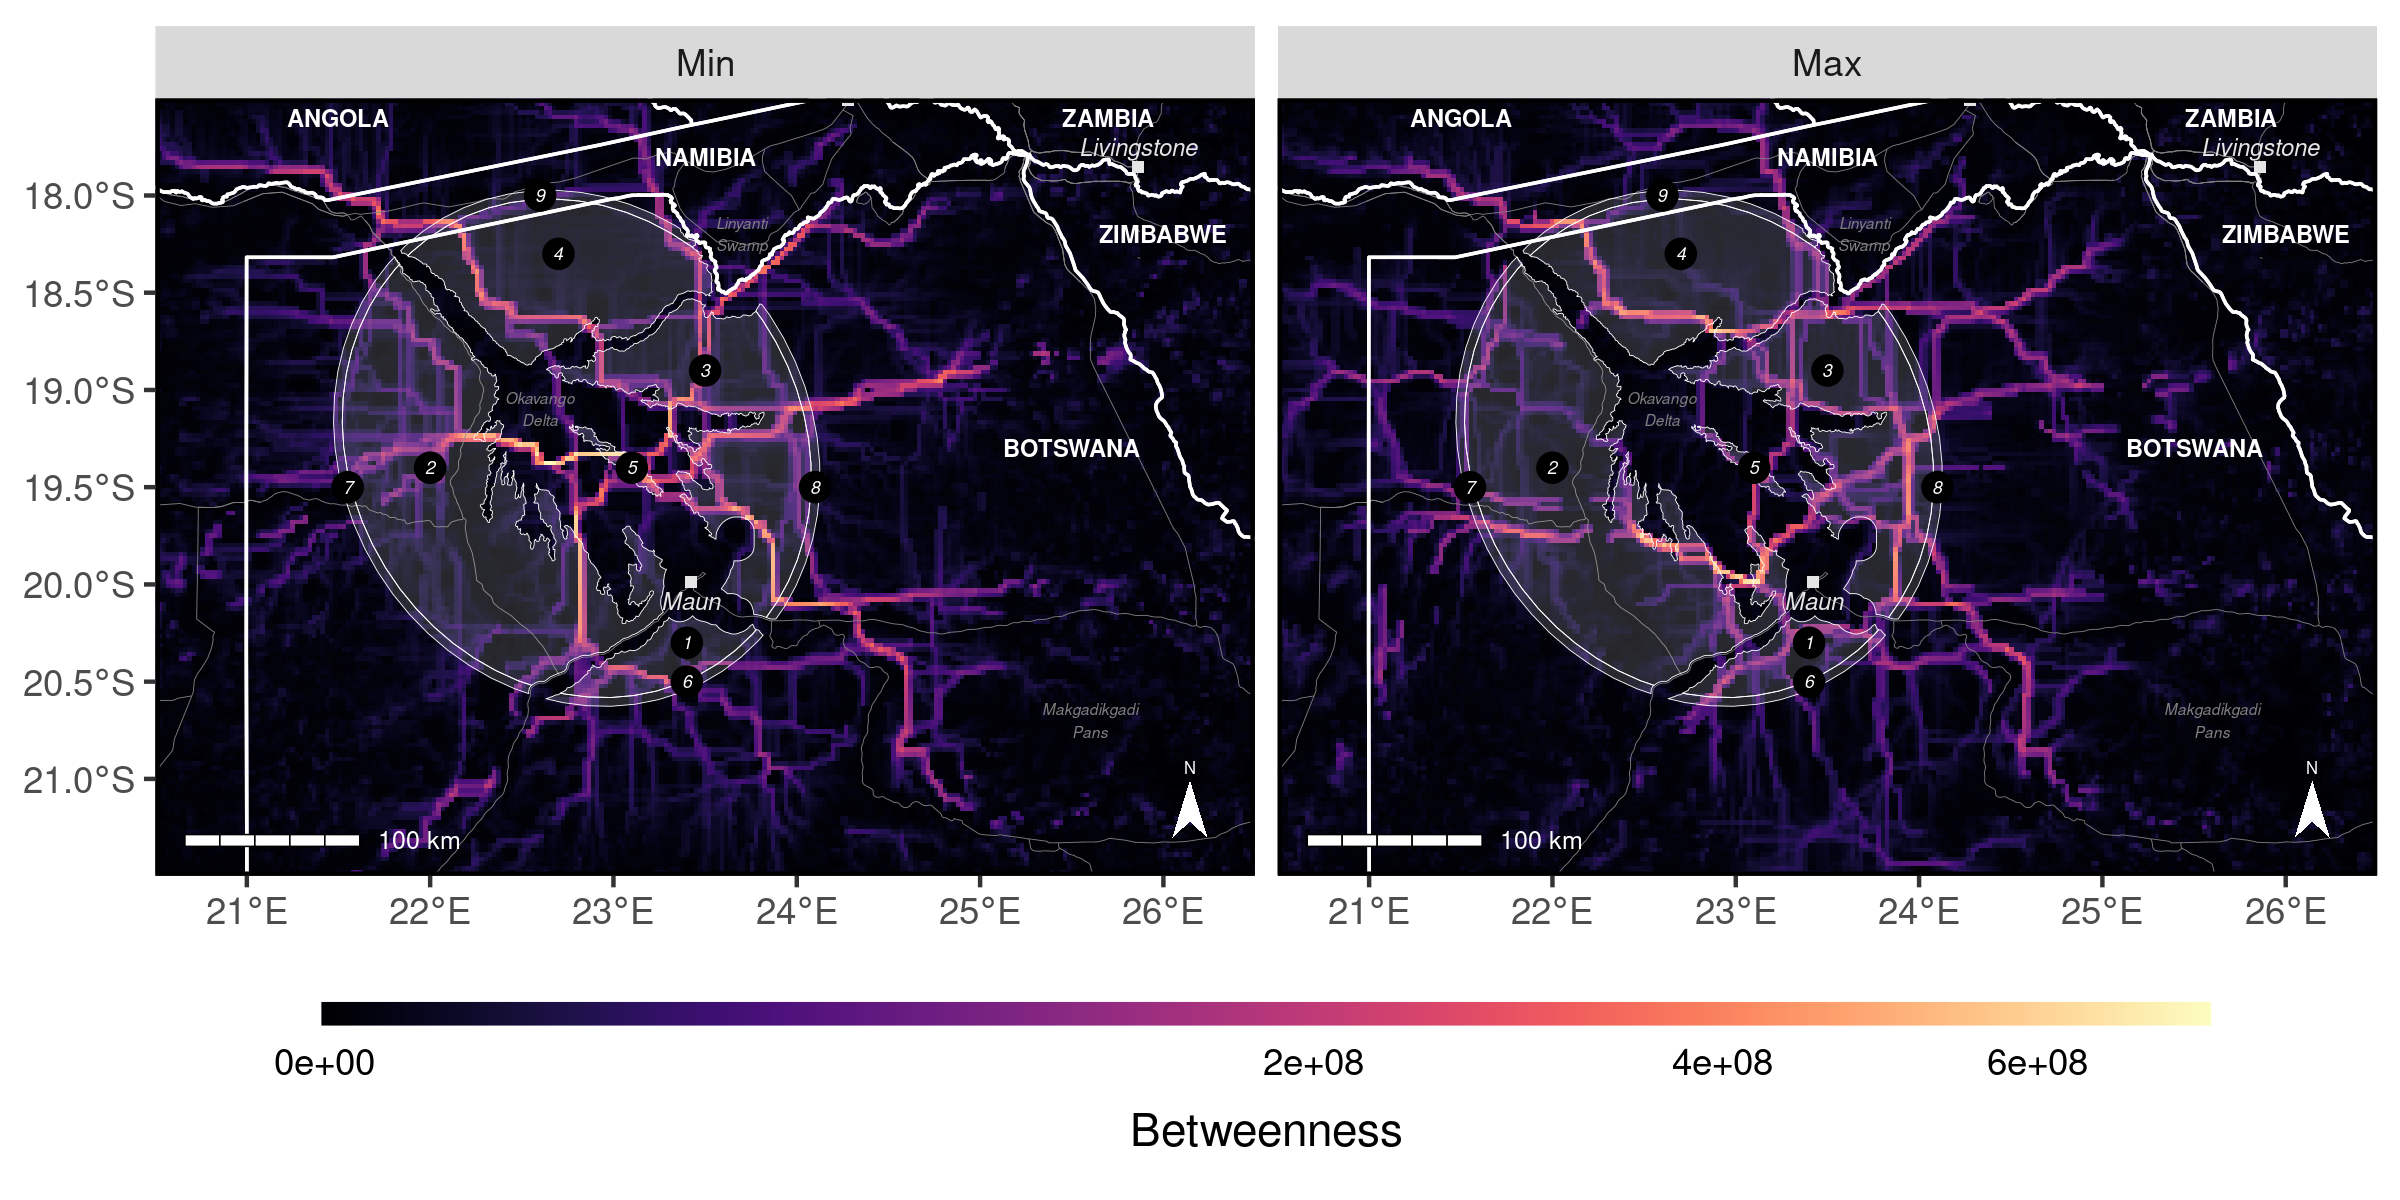 Min
Max
ANGOLA
NAMIBIA
ZAMBIA
Livingstone
ZIMBABWE
BOTSWANA
Linyanti
Swamp
Okavango
Delta
Maun
Makgadikgadi
Pans
9
4
3
2
5
7
8
1
6
N
100 km
ANGOLA
NAMIBIA
ZAMBIA
Livingstone
ZIMBABWE
BOTSWANA
Linyanti
Swamp
Okavango
Delta
Maun
Makgadikgadi
Pans
9
4
3
2
5
7
8
1
6
N
100 km
18.0°S
18.5°S
19.0°S
19.5°S
20.0°S
20.5°S
21.0°S
21°E 22°E 23°E 24°E 25°E 26°E
21°E 22°E 23°E 24°E 25°E 26°E
0e+00 2e+08 4e+08 6e+08
Betweenness